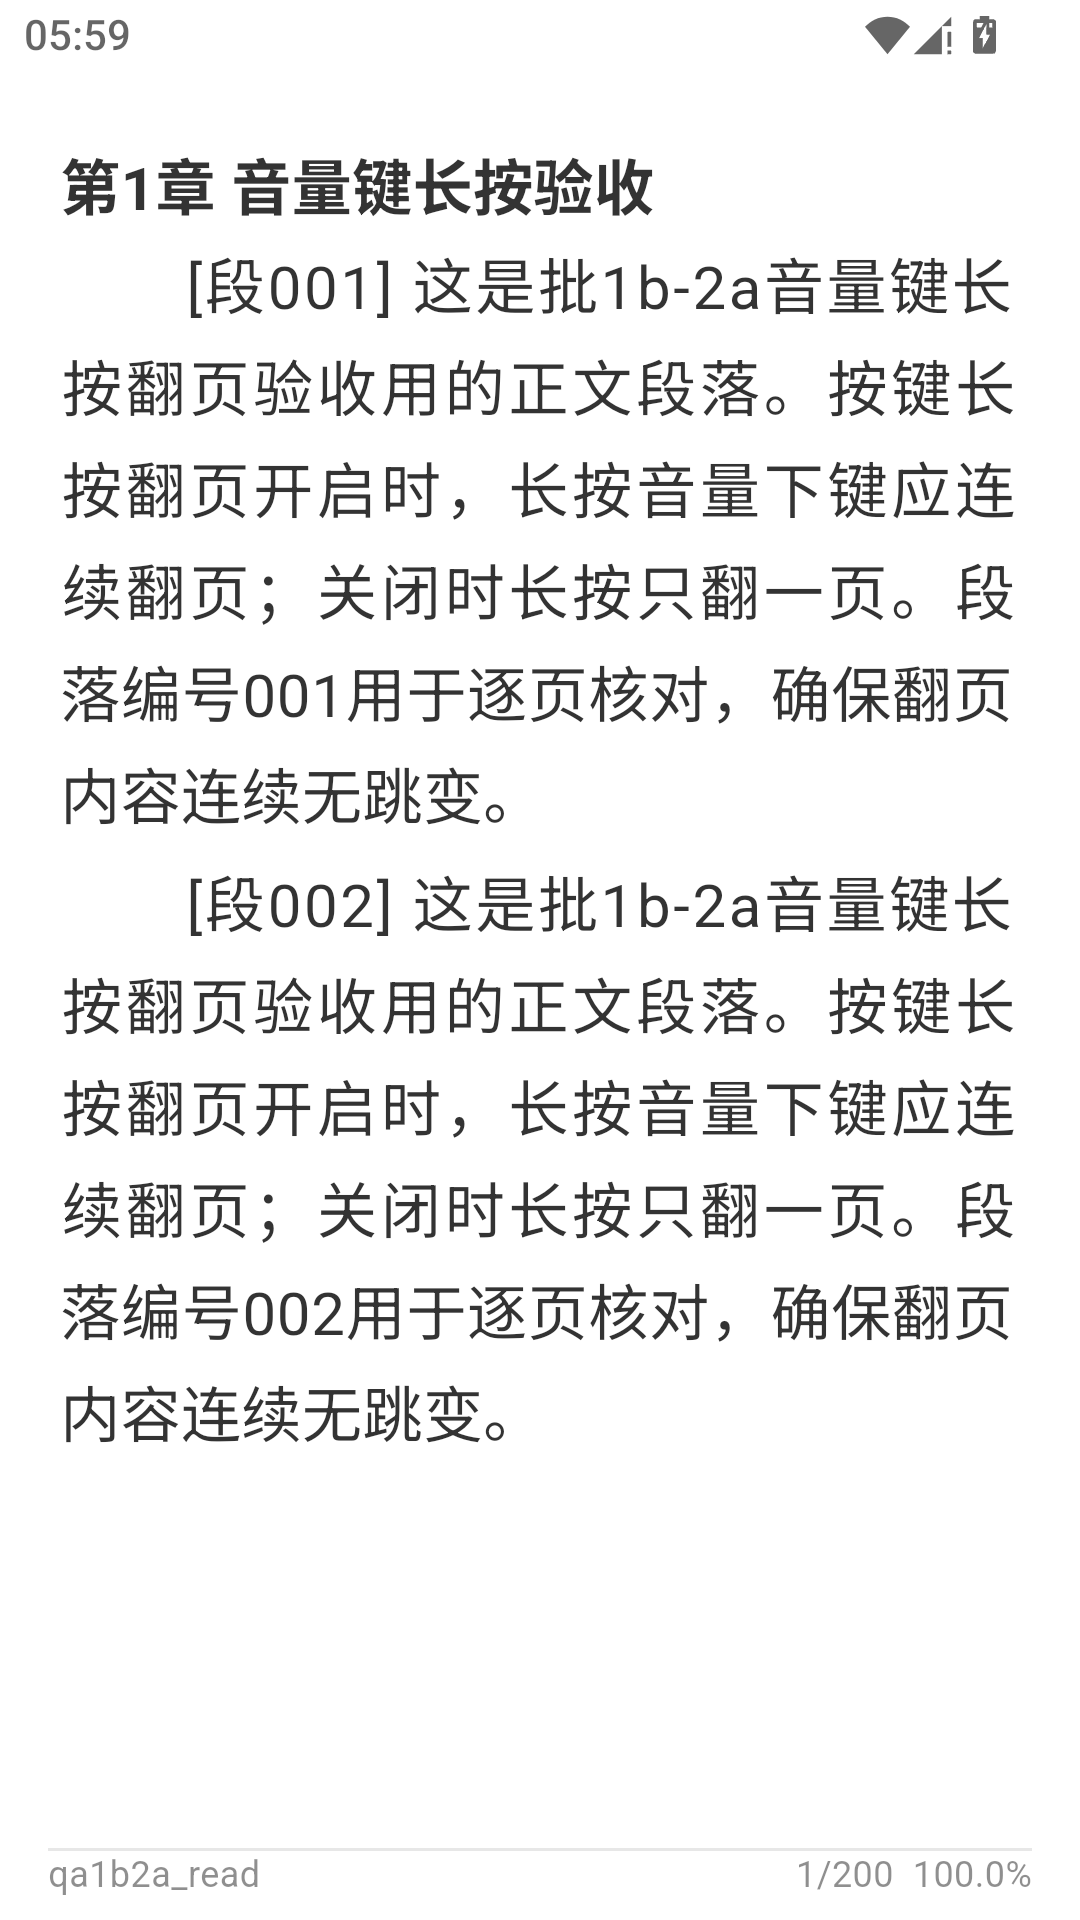 05:59
第1章 音量键长按验收
[段001] 这是批1b-2a音量键长
按翻页验收用的正文段落。按键长
按翻页开启时，长按音量下键应连
续翻页；关闭时长按只翻一页。段
落编号001用于逐页核对，确保翻页
内容连续无跳变。
[段002] 这是批1b-2a音量键长
按翻页验收用的正文段落。按键长
按翻页开启时，长按音量下键应连
续翻页；关闭时长按只翻一页。段
落编号002用于逐页核对，确保翻页
内容连续无跳变。
qa1b2a_read 1/200 100.0%